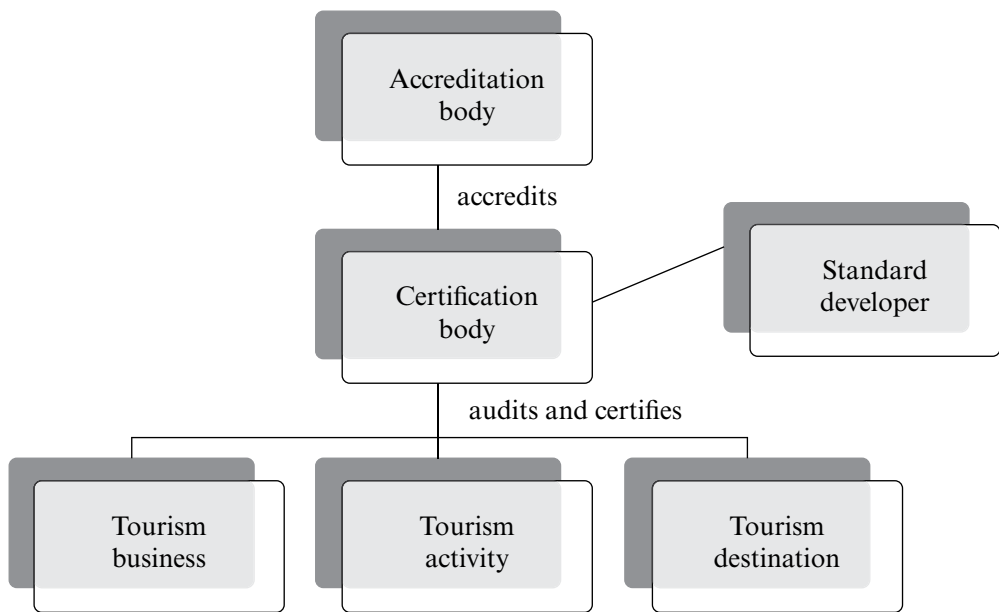 Accreditation
body
accredits
Certification
body
Standard
developer
audits and certifies
Tourism
business
Tourism
activity
Tourism
destination